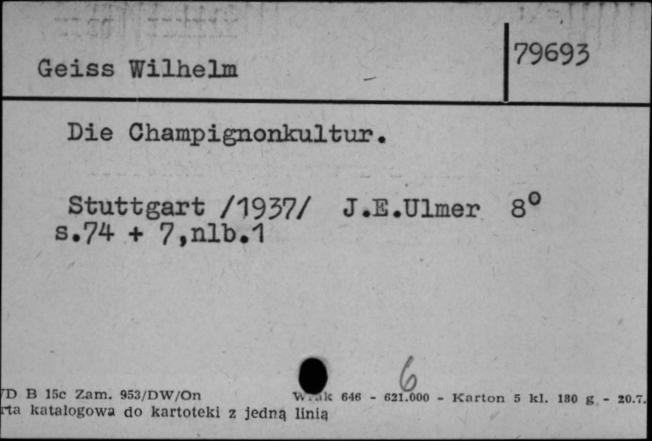 79693
Geiss Wilhelm
Die Champignonkultur.
Stuttgart /1937/ J.E.Ulmer 8°
s.74 + 7,nlb.1
6
/D B 15c Zam. 953/DW/On 646 - 621.000 - Karton 5 kl. 180 g - 20.7.
rta katalogowa do kartoteki z jedną linią